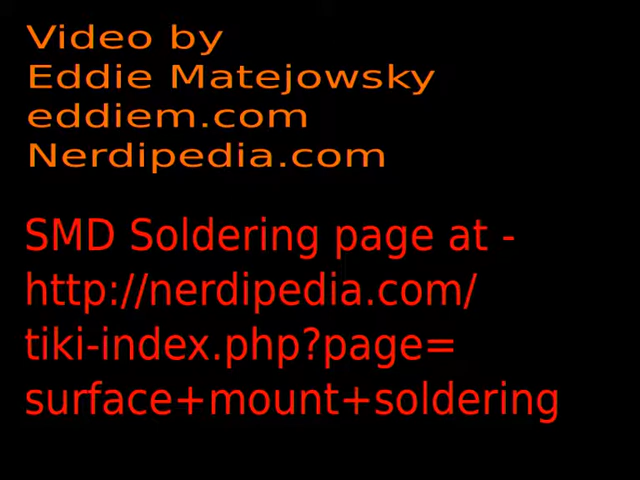 Video by
Eddie Matejowsky
eddiem.com
Nerdipedia.com
SMD Soldering page at -
http://nerdipedia.com/
tiki-index.php?page=
surface+mount+soldering